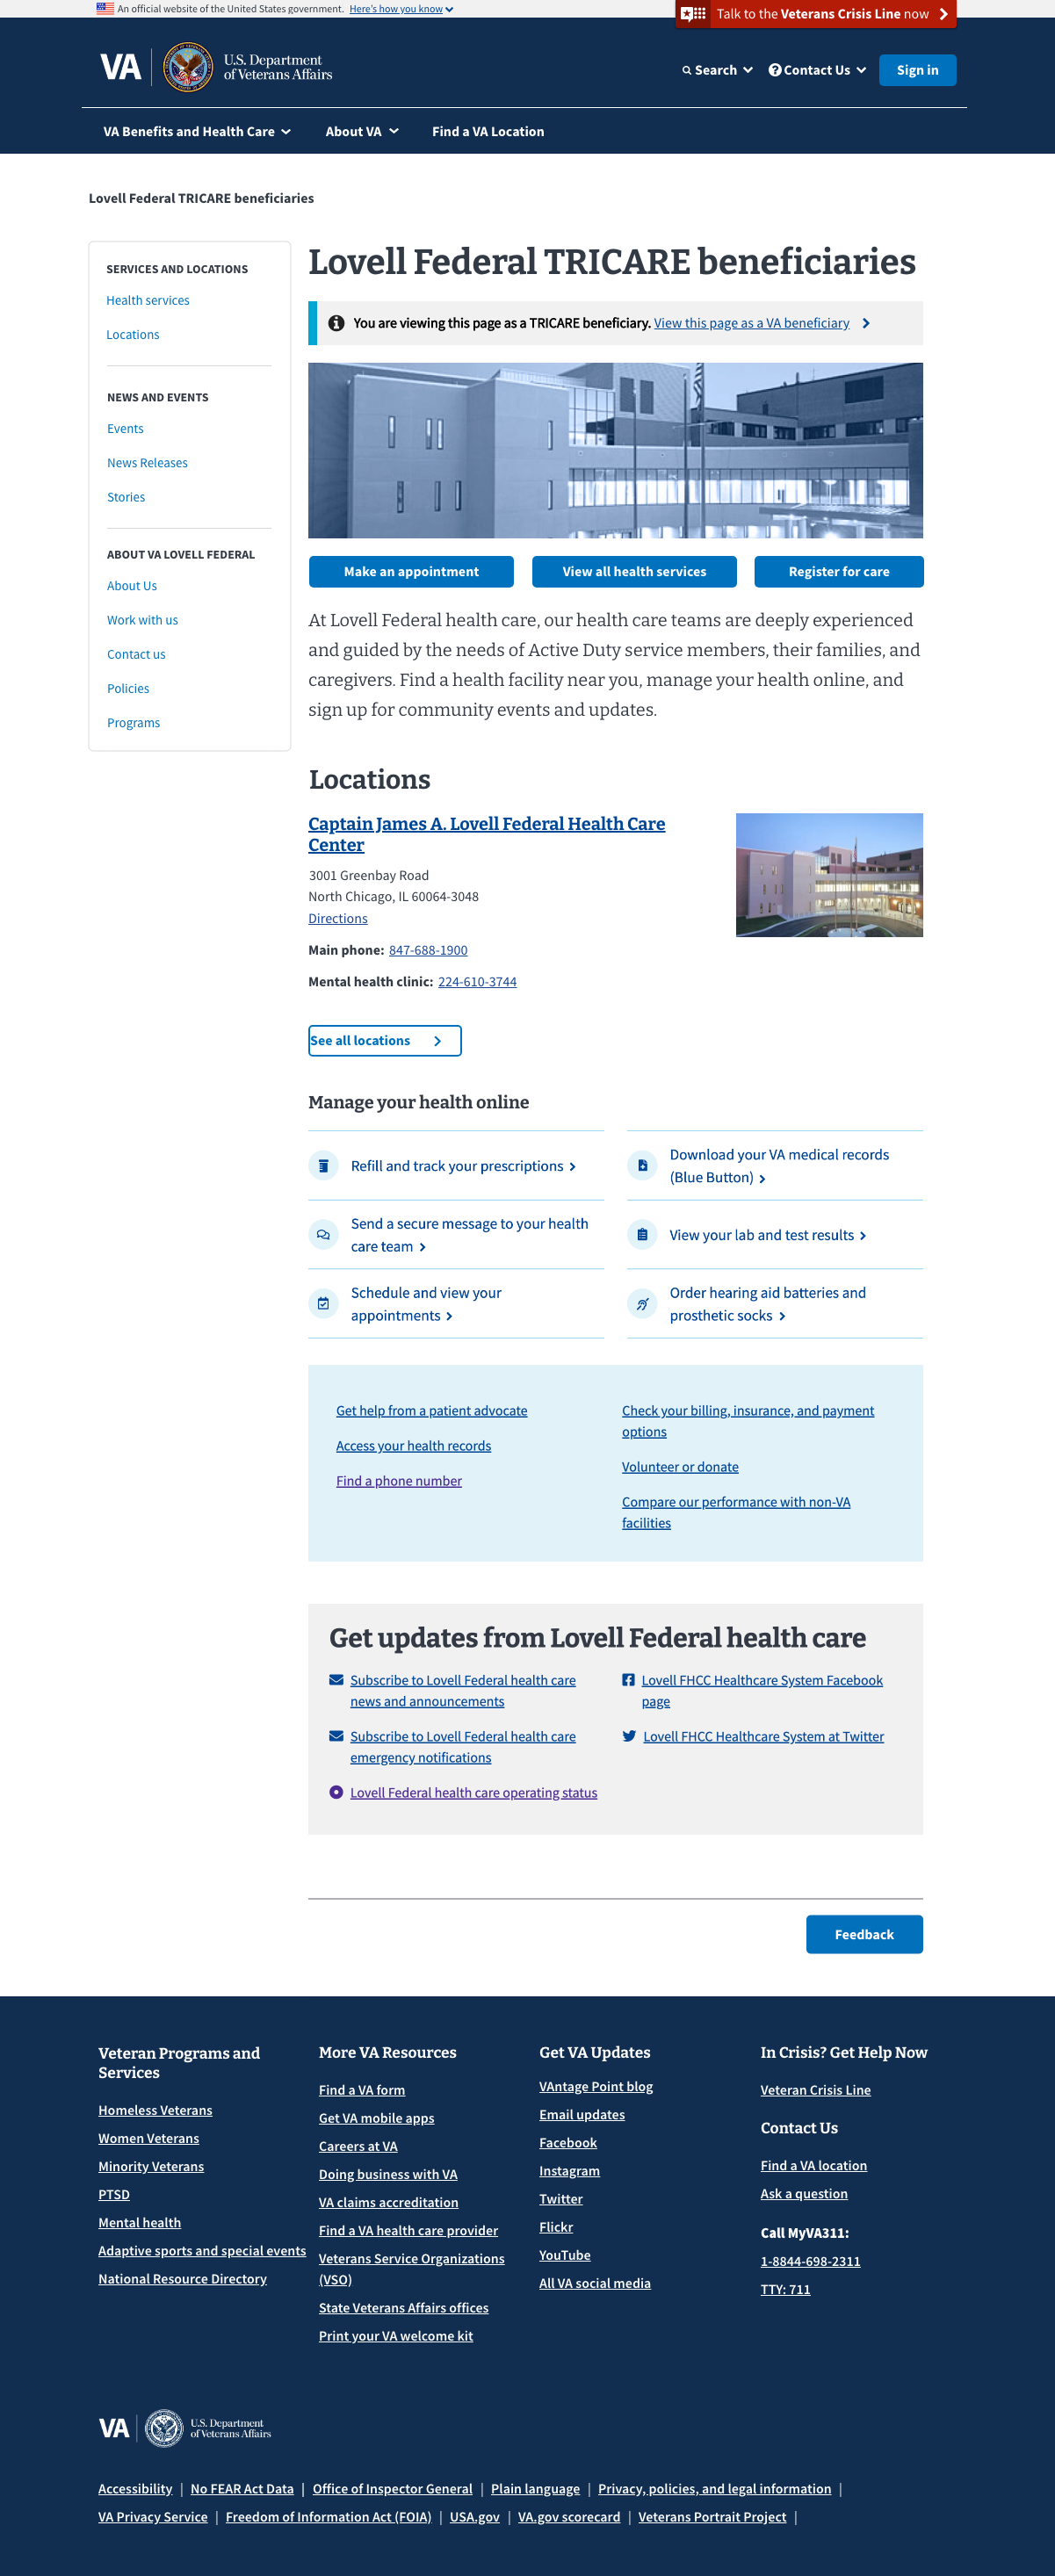 An official website of the United States government. Here's how you know
Talk to the Veterans Crisis Line now
VA
U.S. Department
of Veterans Affairs
Search
Contact Us
Sign in
VA Benefits and Health Care
About VA
Find a VA Location
Lovell Federal TRICARE beneficiaries
SERVICES AND LOCATIONS
Health services
Locations
NEWS AND EVENTS
Events
News Releases
Stories
ABOUT VA LOVELL FEDERAL
About Us
Work with us
Contact us
Policies
Programs
Lovell Federal TRICARE beneficiaries
You are viewing this page as a TRICARE beneficiary. View this page as a VA beneficiary
Make an appointment
View all health services
Register for care
At Lovell Federal health care, our health care teams are deeply experienced
and guided by the needs of Active Duty service members, their families, and
caregivers. Find a health facility near you, manage your health online, and
sign up for community events and updates.
Locations
Captain James A. Lovell Federal Health Care
Center
3001 Greenbay Road
North Chicago, IL 60064-3048
Directions
Main phone: 847-688-1900
Mental health clinic: 224-610-3744
See all locations
Manage your health online
Refill and track your prescriptions
Download your VA medical records
(Blue Button)
Send a secure message to your health
care team
View your lab and test results
Schedule and view your
appointments
Order hearing aid batteries and
prosthetic socks
Get help from a patient advocate
Access your health records
Find a phone number
Check your billing, insurance, and payment
options
Volunteer or donate
Compare our performance with non-VA
facilities
Get updates from Lovell Federal health care
Subscribe to Lovell Federal health care
news and announcements
Subscribe to Lovell Federal health care
emergency notifications
Lovell Federal health care operating status
Lovell FHCC Healthcare System Facebook
page
Lovell FHCC Healthcare System at Twitter
Feedback
Veteran Programs and
Services
Homeless Veterans
Women Veterans
Minority Veterans
PTSD
Mental health
Adaptive sports and special events
National Resource Directory
More VA Resources
Find a VA form
Get VA mobile apps
Careers at VA
Doing business with VA
VA claims accreditation
Find a VA health care provider
Veterans Service Organizations
(VSO)
State Veterans Affairs offices
Print your VA welcome kit
Get VA Updates
VAntage Point blog
Email updates
Facebook
Instagram
Twitter
Flickr
YouTube
All VA social media
In Crisis? Get Help Now
Veteran Crisis Line
Contact Us
Find a VA location
Ask a question
Call MyVA311:
1-8844-698-2311
TTY: 711
VA
U.S. Department
of Veterans Affairs
Accessibility | No FEAR Act Data | Office of Inspector General | Plain language | Privacy, policies, and legal information |
VA Privacy Service | Freedom of Information Act (FOIA) | USA.gov | VA.gov scorecard | Veterans Portrait Project |